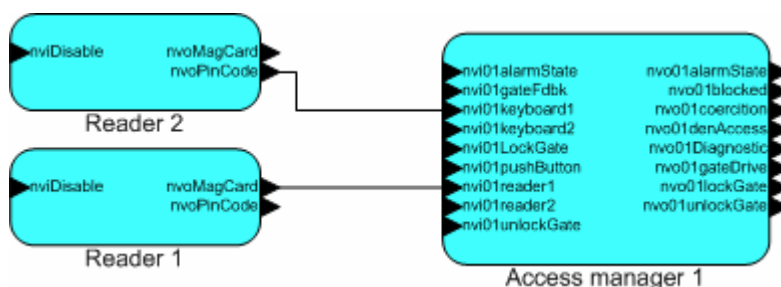 nviDisable nvoMagCard
nvoPinCode
Reader 2
nviDisable nvoMagCard
nvoPinCode
Reader 1
nvi01alarmState nvo01alarmState
nvi01gateFdbk nvo01blocked
nvi01keyboard1 nvo01coercition
nvi01keyboard2 nvo01denAccess
nvi01LockGate nvo01Diagnostic
nvi01pushButton nvo01gateDrive
nvi01reader1 nvo01lockGate
nvi01reader2 nvo01unlockGate
nvi01unlockGate
Access manager 1